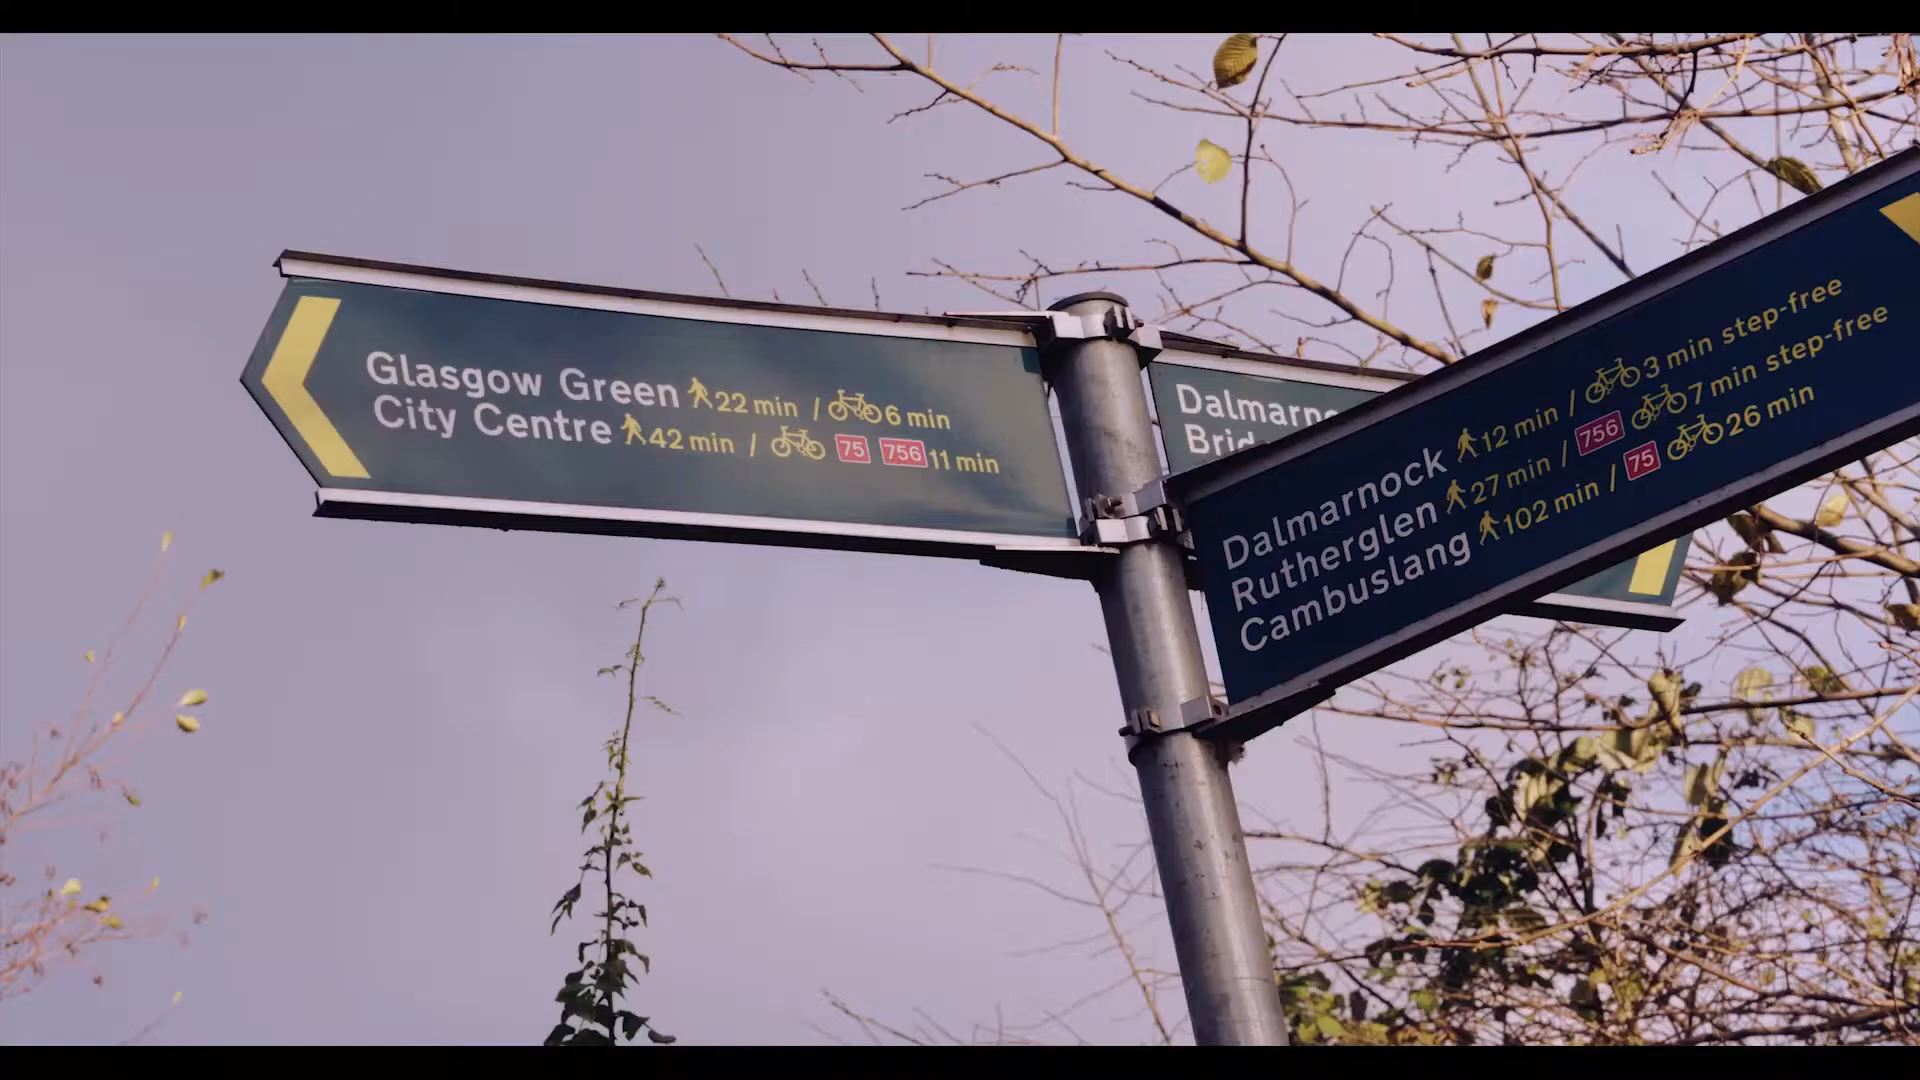 Glasgow Green 22 min / 6 min
City Centre 42 min / 75 756 11 min
Dalmarnock 12 min / 3 min step-free
Rutherglen 27 min / 756 7 min step-free
Cambuslang 102 min / 75 26 min